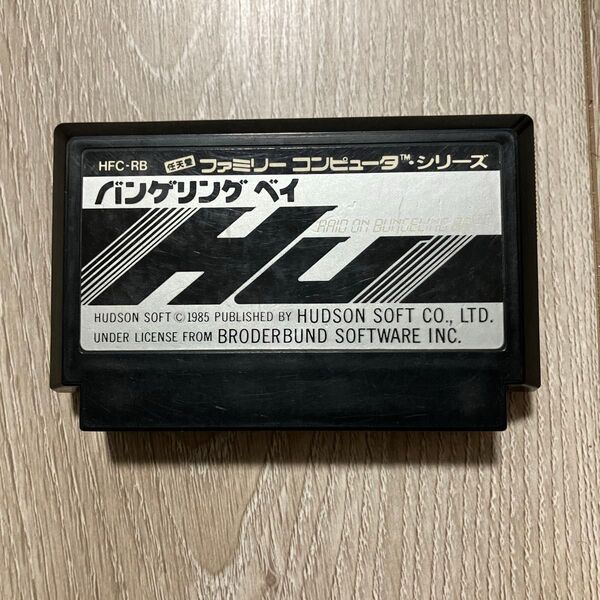 HFC-RB 任天堂 ファミリー コンピュータ™・シリーズ
バンゲリング ベイ
RAID ON BUNGELING BAY
HU
HUDSON SOFT © 1985 PUBLISHED BY HUDSON SOFT CO., LTD.
UNDER LICENSE FROM BRODERBUND SOFTWARE INC.